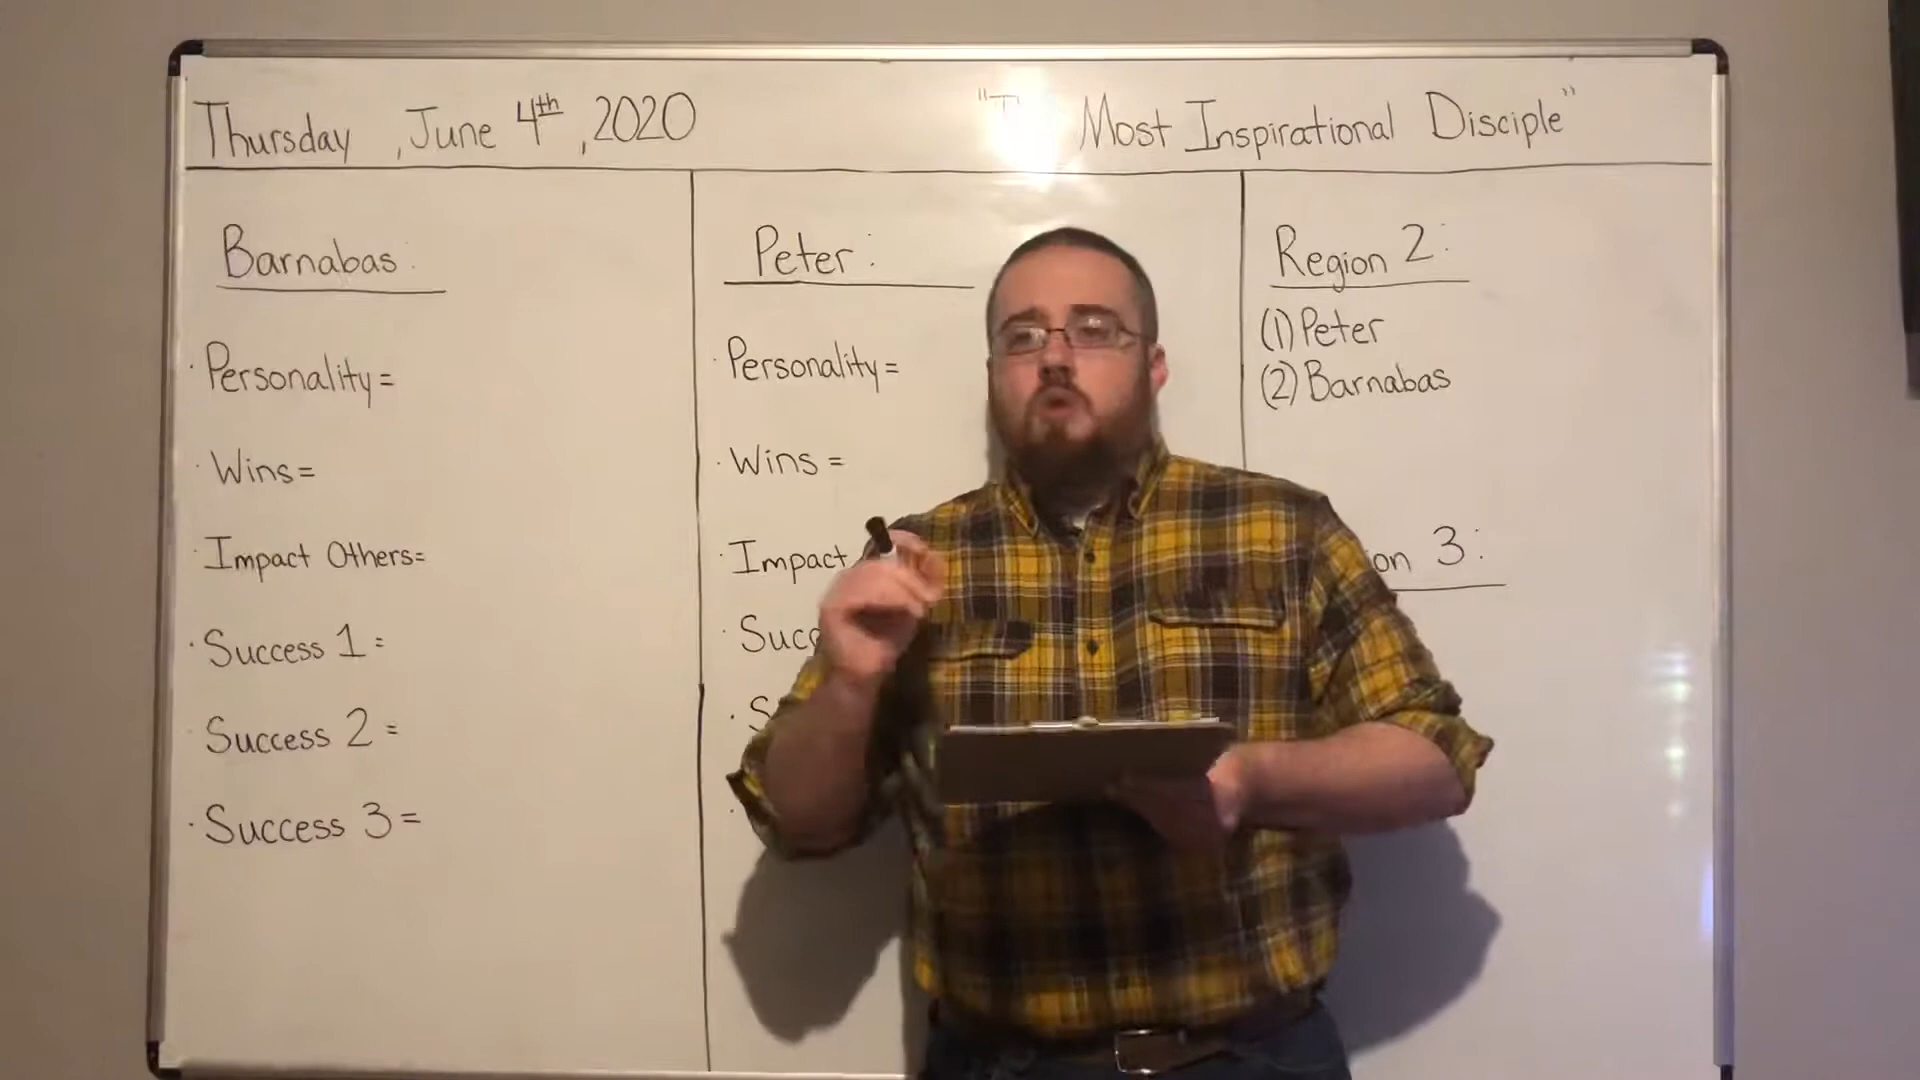 Thursday, June 4th, 2020
Most Inspirational Disciple"
Barnabas:
· Personality=
· Wins=
· Impact Others=
· Success 1=
· Success 2=
· Success 3=
Peter:
· Personality=
· Wins=
· Impact
Region 2:
(1) Peter
(2) Barnabas
3: